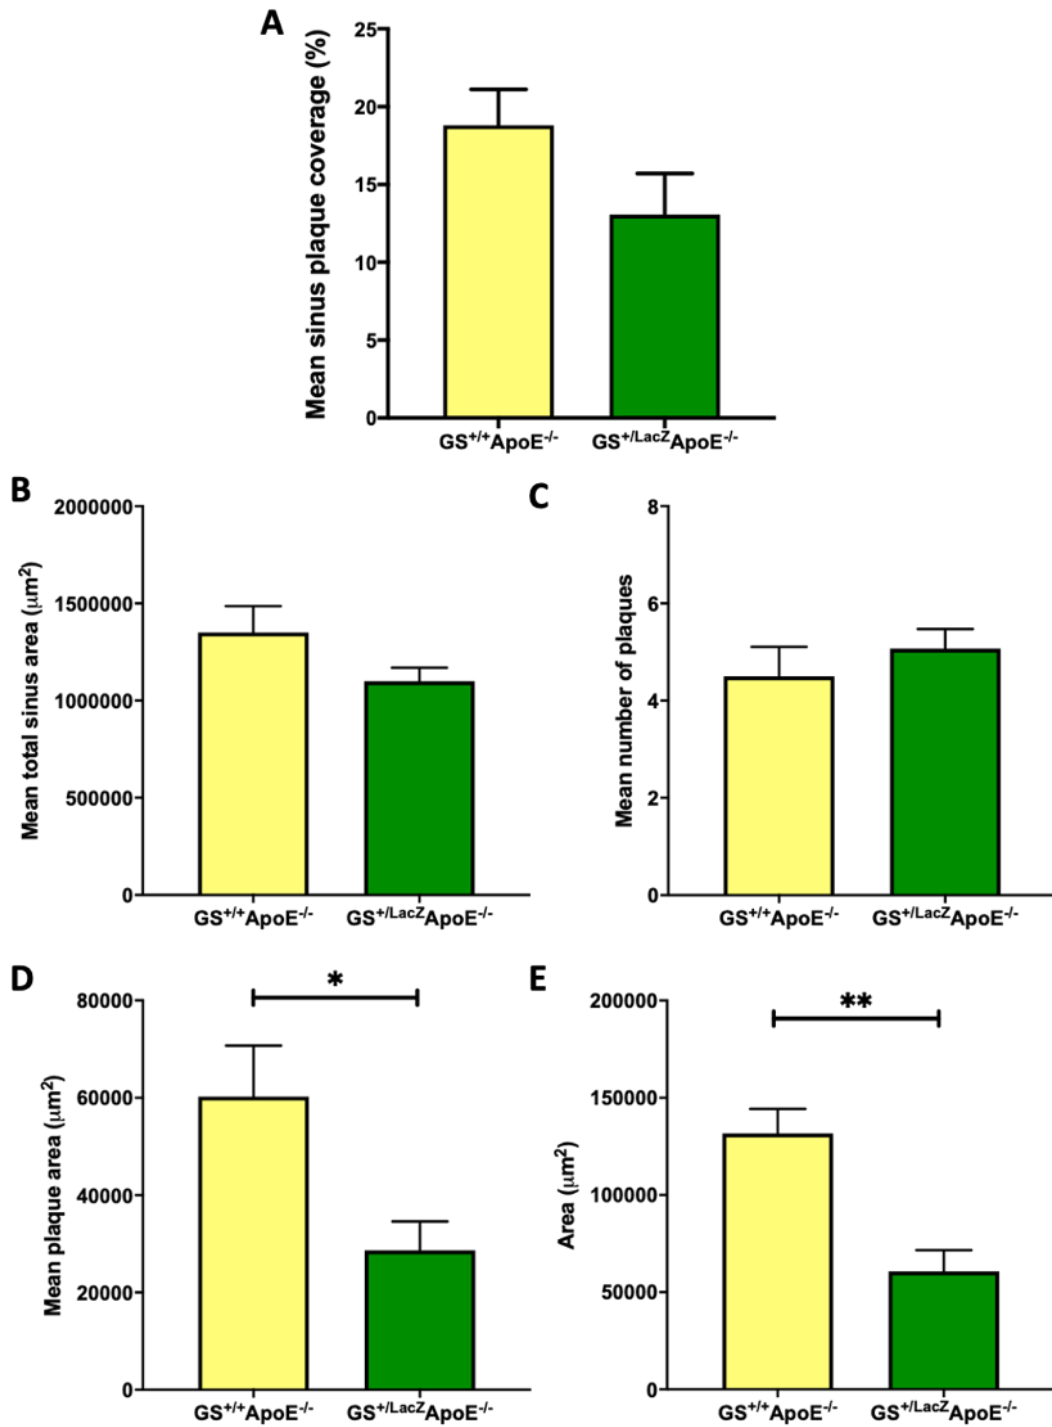 A
Mean sinus plaque coverage (%)
25
20
15
10
5
0
GS+/+ApoE-/- GS+/LacZApoE-/-
B
Mean total sinus area (μm2)
2000000
1500000
1000000
500000
0
GS+/+ApoE-/- GS+/LacZApoE-/-
C
Mean number of plaques
8
6
4
2
0
GS+/+ApoE-/- GS+/LacZApoE-/-
D
Mean plaque area (μm2)
80000
60000
40000
20000
0
*
GS+/+ApoE-/- GS+/LacZApoE-/-
E
Area (μm2)
200000
150000
100000
50000
0
**
GS+/+ApoE-/- GS+/LacZApoE-/-